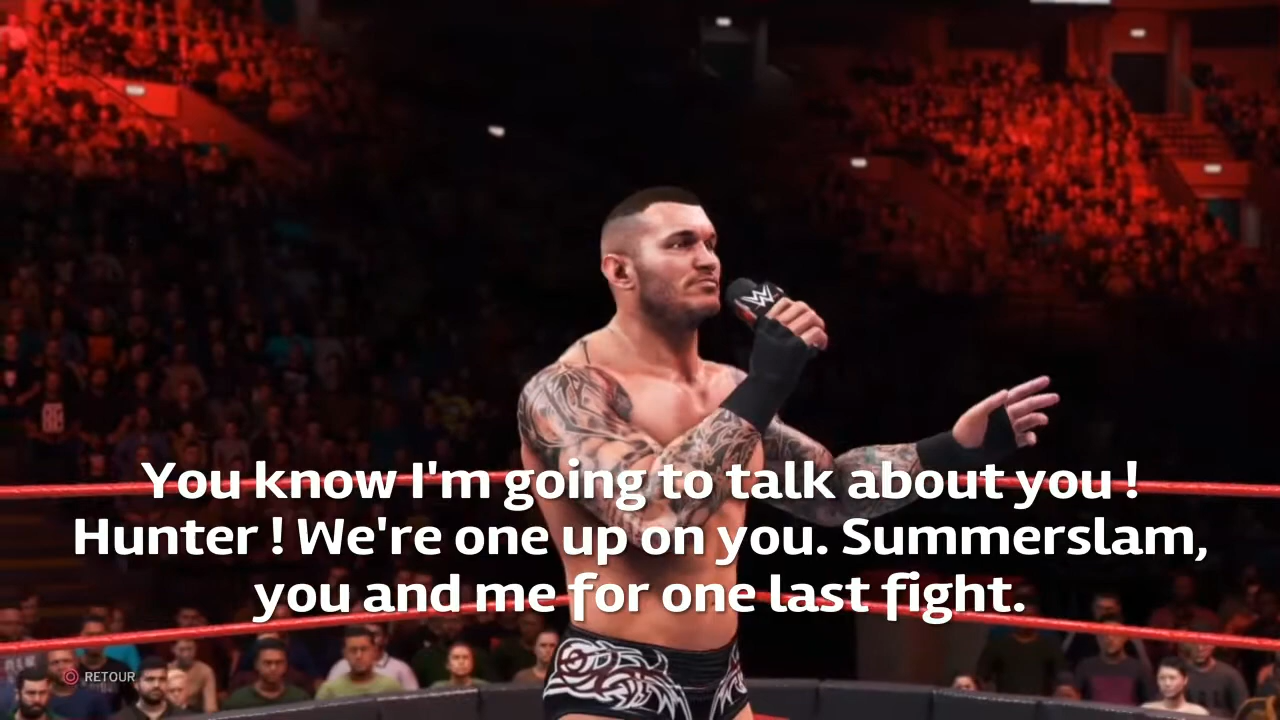 You know I'm going to talk about you !
Hunter ! We're one up on you. Summerslam,
you and me for one last fight.
RETOUR